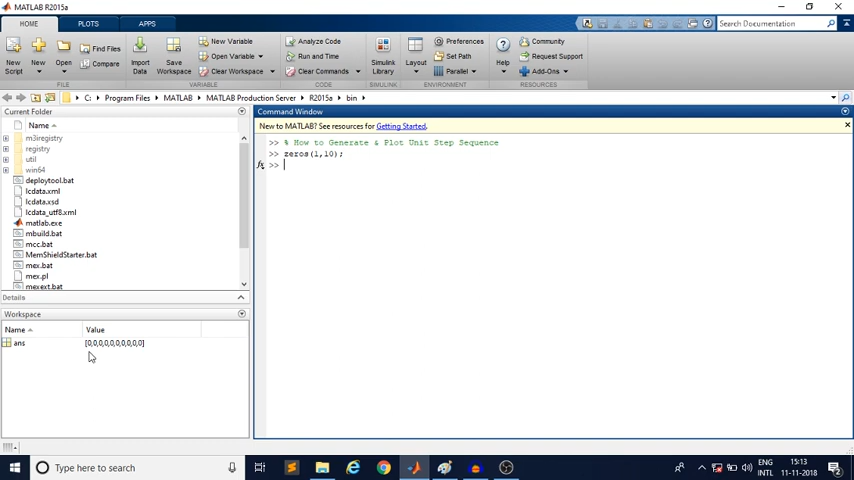 MATLAB R2015a
HOME
PLOTS
APPS
Search Documentation
New Script
New
Open
Find Files
Compare
FILE
Import Data
Save Workspace
New Variable
Open Variable
Clear Workspace
VARIABLE
Analyze Code
Run and Time
Clear Commands
CODE
Simulink Library
SIMULINK
Layout
Preferences
Set Path
Parallel
ENVIRONMENT
Help
Community
Request Support
Add-Ons
RESOURCES
C: Program Files MATLAB MATLAB Production Server R2015a bin
Current Folder
Name
m3iregistry
registry
util
win64
deploytool.bat
lcdata.xml
lcdata.xsd
lcdata_utf8.xml
matlab.exe
mbuild.bat
mcc.bat
MemShieldStarter.bat
mex.bat
mex.pl
mexext.bat
Details
Workspace
Name Value
ans [0,0,0,0,0,0,0,0,0,0]
Command Window
New to MATLAB? See resources for Getting Started.
>> % How to Generate & Plot Unit Step Sequence
>> zeros(1,10);
fx >>
Type here to search
ENG
INTL
15:13
11-11-2018
2